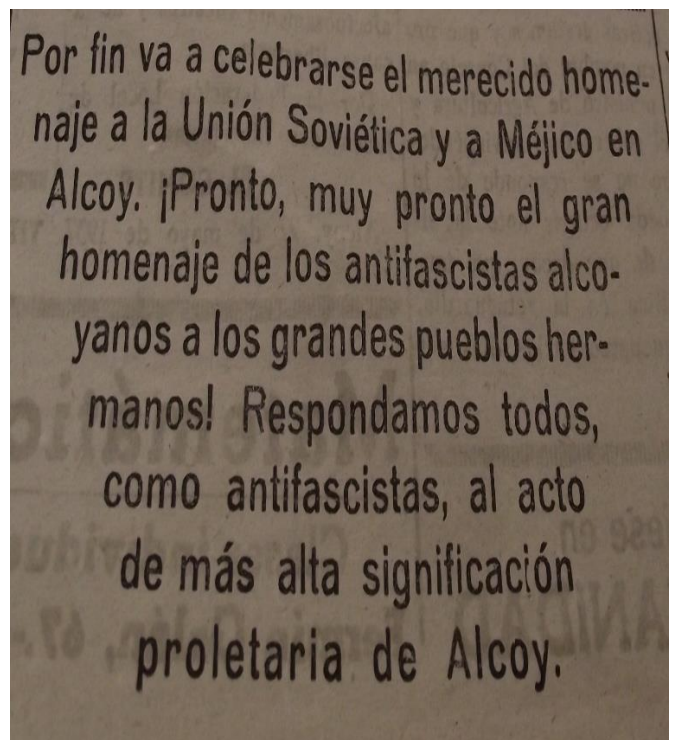 Por fin va a celebrarse el merecido home-
naje a la Unión Soviética y a Méjico en
Alcoy. ¡Pronto, muy pronto el gran
homenaje de los antifascistas alco-
yanos a los grandes pueblos her-
manos! Respondamos todos,
como antifascistas, al acto
de más alta significación
proletaria de Alcoy.